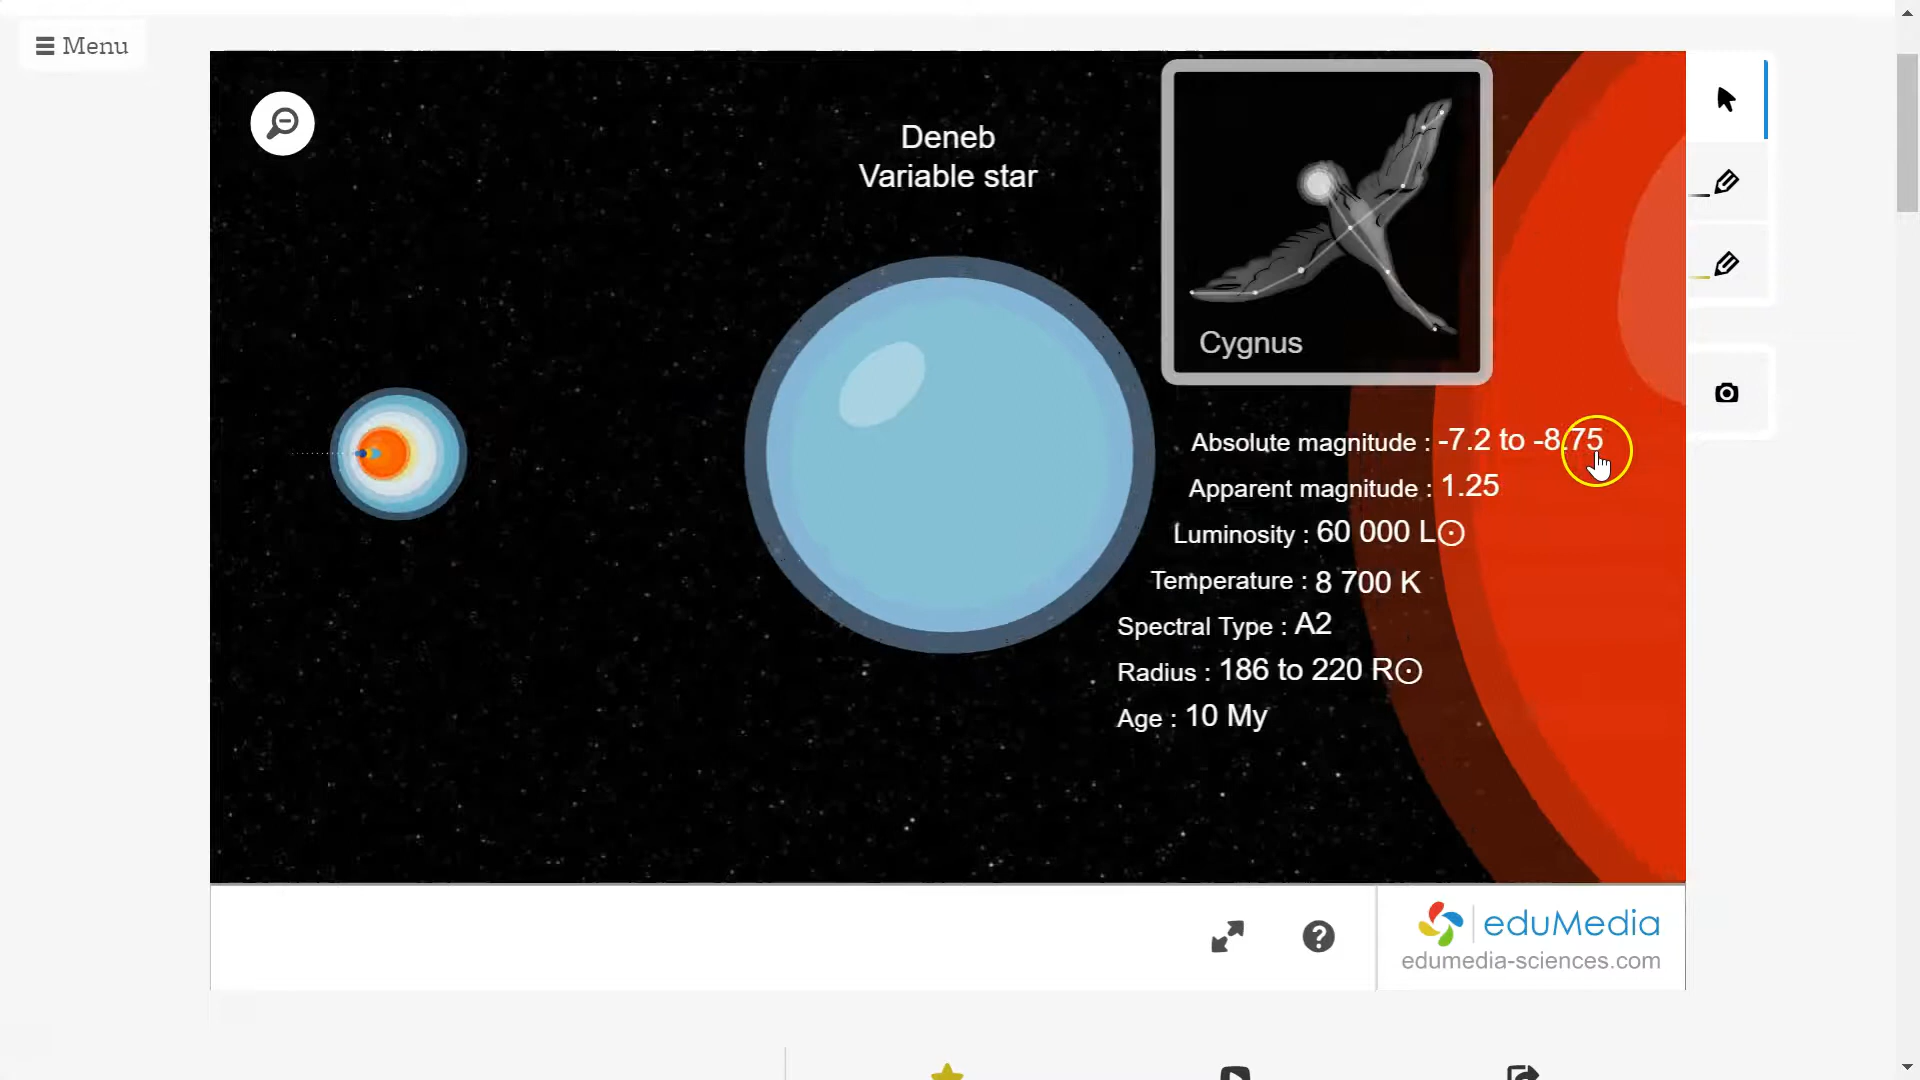 Menu
Deneb
Variable star
Cygnus
Absolute magnitude : -7.2 to -8.75
Apparent magnitude : 1.25
Luminosity : 60 000 L⊙
Temperature : 8 700 K
Spectral Type : A2
Radius : 186 to 220 R⊙
Age : 10 My
eduMedia
edumedia-sciences.com